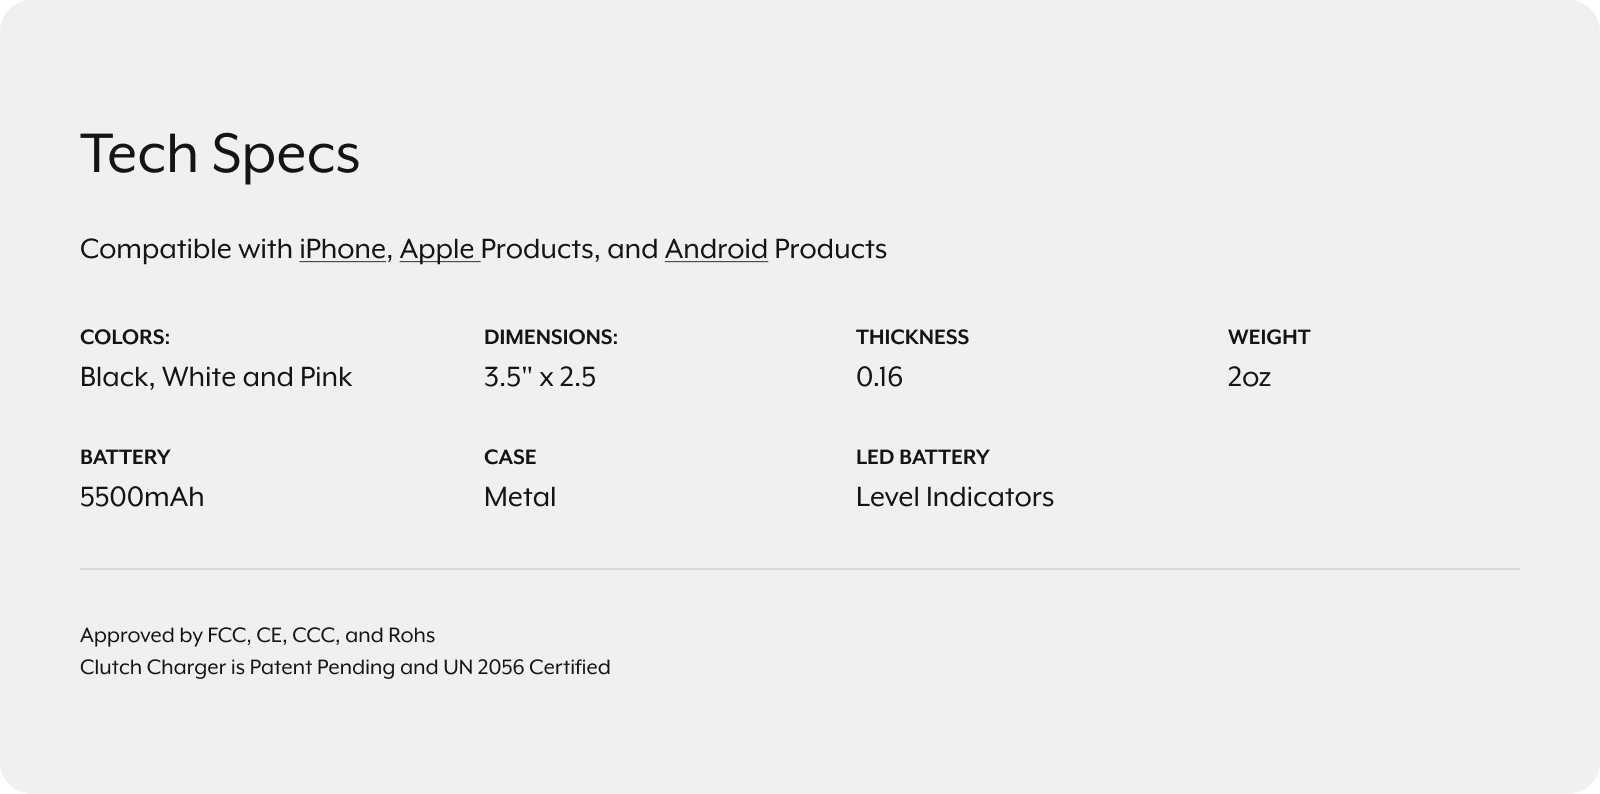 Tech Specs
Compatible with iPhone, Apple Products, and Android Products
COLORS:
Black, White and Pink
DIMENSIONS:
3.5" x 2.5
THICKNESS
0.16
WEIGHT
2oz
BATTERY
5500mAh
CASE
Metal
LED BATTERY
Level Indicators
Approved by FCC, CE, CCC, and Rohs
Clutch Charger is Patent Pending and UN 2056 Certified